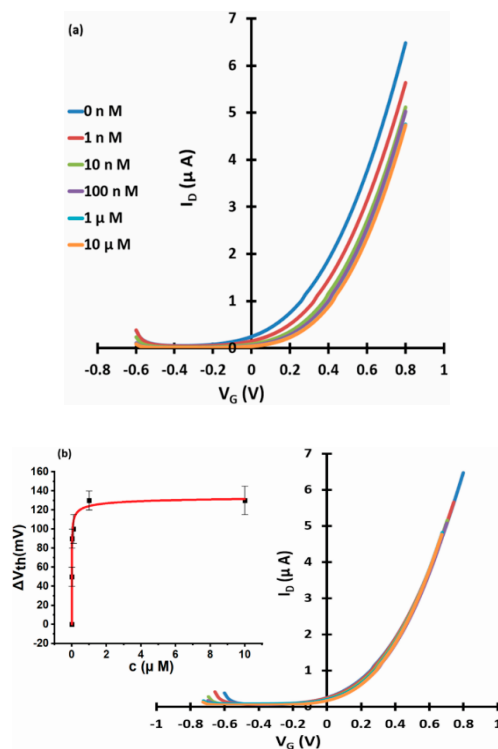 (a)
7
6
5
4
3
2
1
0
I_D (µ A)
0 n M
1 n M
10 n M
100 n M
1 µ M
10 µ M
-0.8 -0.6 -0.4 -0.2 0 0.2 0.4 0.6 0.8 1
V_G (V)
(b)
160
140
120
100
80
60
40
20
0
-20
ΔV_th(mV)
0 2 4 6 8 10
c (µ M)
7
6
5
4
3
2
1
0
I_D (µ A)
-1 -0.8 -0.6 -0.4 -0.2 0 0.2 0.4 0.6 0.8 1
V_G (V)